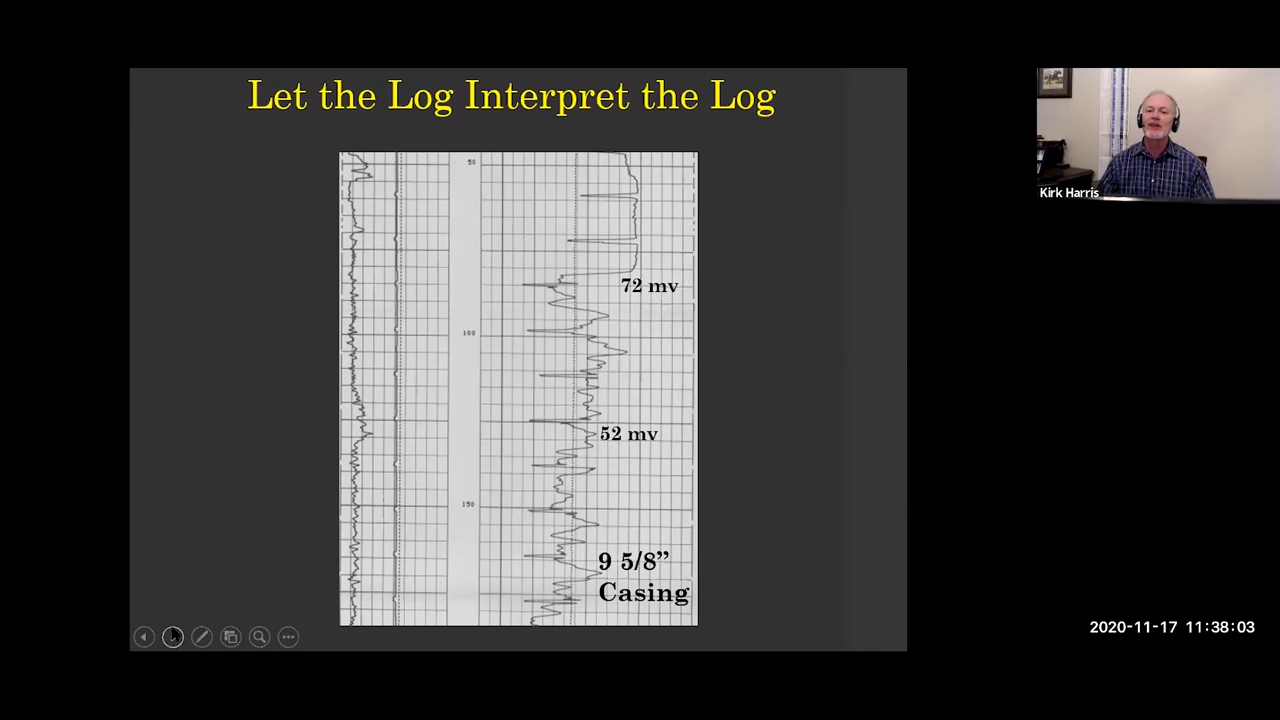 Let the Log Interpret the Log
50
72 mv
100
52 mv
150
9 5/8”
Casing
Kirk Harris
2020-11-17 11:38:03